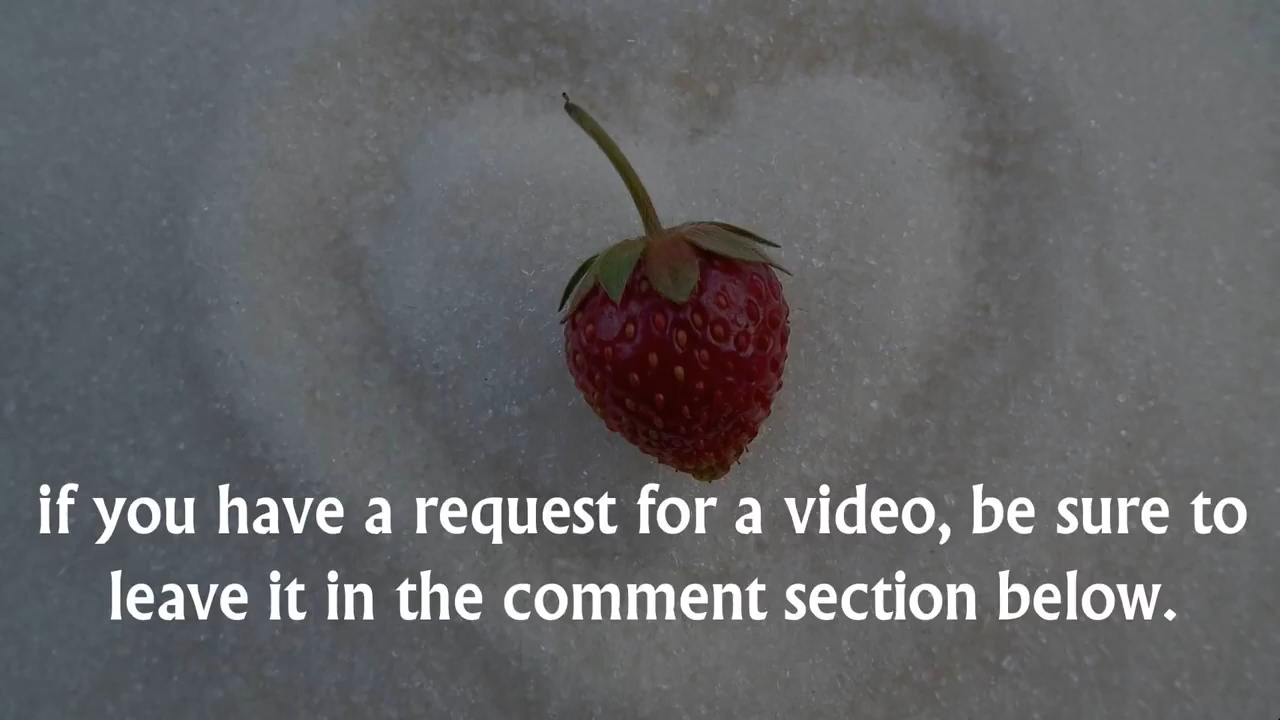 if you have a request for a video, be sure to
leave it in the comment section below.